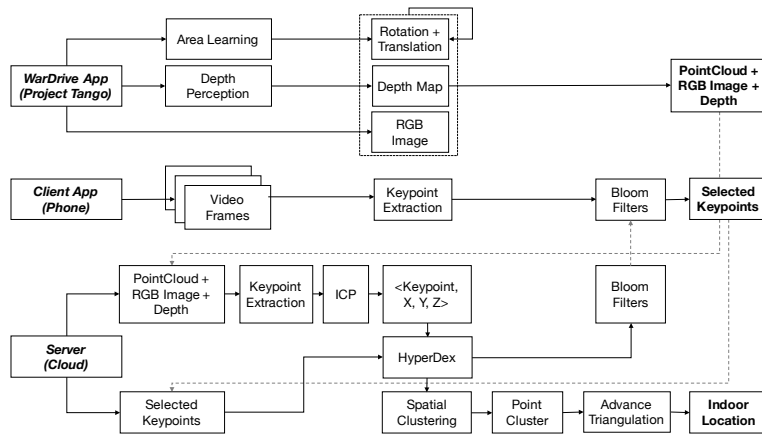 Area Learning
Rotation +
Translation
WarDrive App
(Project Tango)
Depth
Perception
Depth Map
PointCloud +
RGB Image +
Depth
RGB
Image
Client App
(Phone)
Video
Frames
Keypoint
Extraction
Bloom
Filters
Selected
Keypoints
PointCloud +
RGB Image +
Depth
Keypoint
Extraction
ICP
<Keypoint,
X, Y, Z>
Bloom
Filters
Server
(Cloud)
HyperDex
Selected
Keypoints
Spatial
Clustering
Point
Cluster
Advance
Triangulation
Indoor
Location